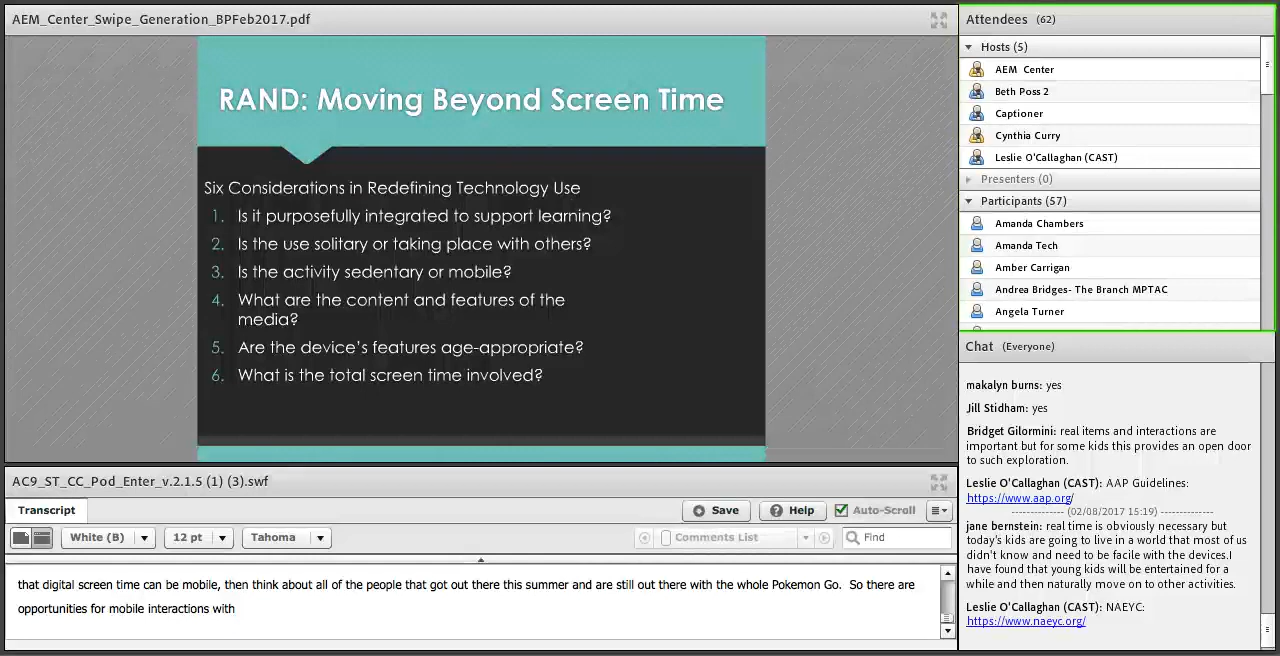 AEM_Center_Swipe_Generation_BPFeb2017.pdf
RAND: Moving Beyond Screen Time
Six Considerations in Redefining Technology Use
1. Is it purposefully integrated to support learning?
2. Is the use solitary or taking place with others?
3. Is the activity sedentary or mobile?
4. What are the content and features of the
media?
5. Are the device's features age-appropriate?
6. What is the total screen time involved?
AC9_ST_CC_Pod_Enter_v.2.1.5 (1) (3).swf
Transcript
Save
Help
Auto-Scroll
White (B)
12 pt
Tahoma
Comments List
Find
that digital screen time can be mobile, then think about all of the people that got out there this summer and are still out there with the whole Pokemon Go.  So there are
opportunities for mobile interactions with
Attendees (62)
Hosts (5)
AEM Center
Beth Poss 2
Captioner
Cynthia Curry
Leslie O'Callaghan (CAST)
Presenters (0)
Participants (57)
Amanda Chambers
Amanda Tech
Amber Carrigan
Andrea Bridges- The Branch MPTAC
Angela Turner
Chat (Everyone)
makalyn burns: yes
Jill Stidham: yes
Bridget Gilormini: real items and interactions are
important but for some kids this provides an open door
to such exploration.
Leslie O'Callaghan (CAST): AAP Guidelines:
https://www.aap.org/
-------------- (02/08/2017 15:19) --------------
jane bernstein: real time is obviously necessary but
today's kids are going to live in a world that most of us
didn't know and need to be facile with the devices.I
have found that young kids will be entertained for a
while and then naturally move on to other activities.
Leslie O'Callaghan (CAST): NAEYC:
https://www.naeyc.org/